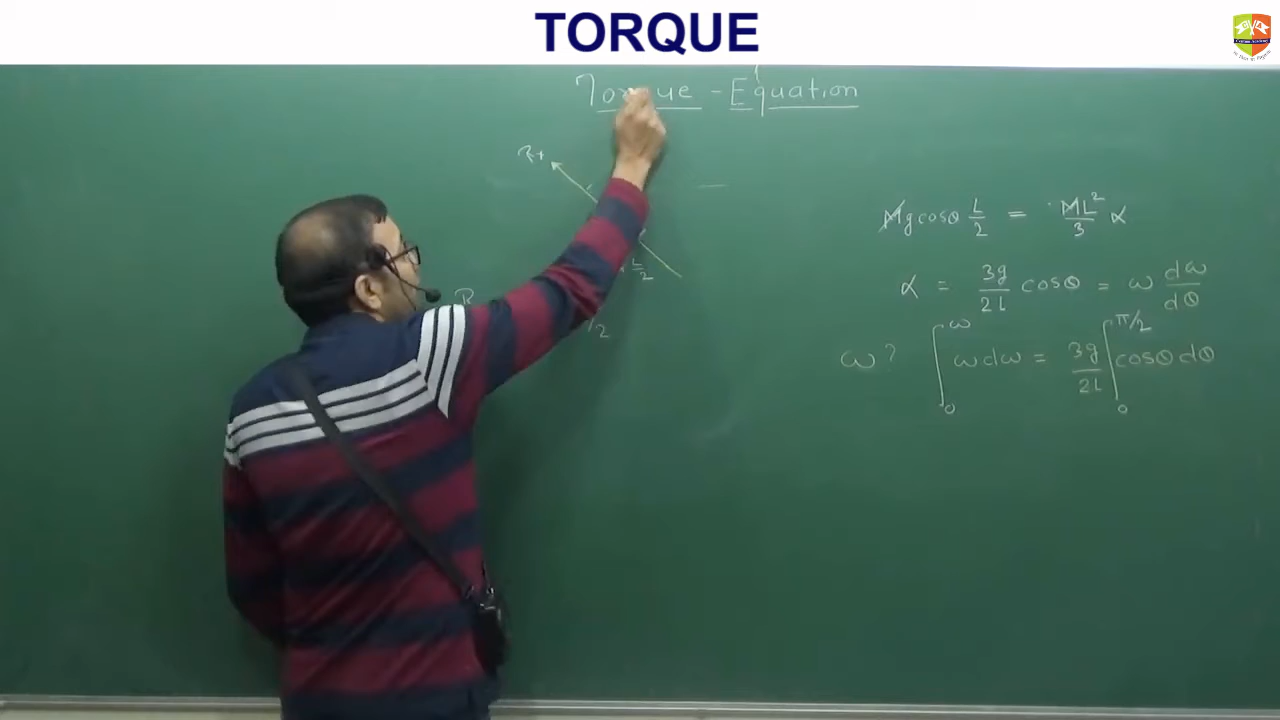 TORQUE
Torque - Equation
Mg cosθ L/2 = ML²/3 α
α = 3g/2L cosθ = ω dω/dθ
L/2
ω? ∫₀^ω ω dω = 3g/2L ∫₀^π/2 cosθ dθ